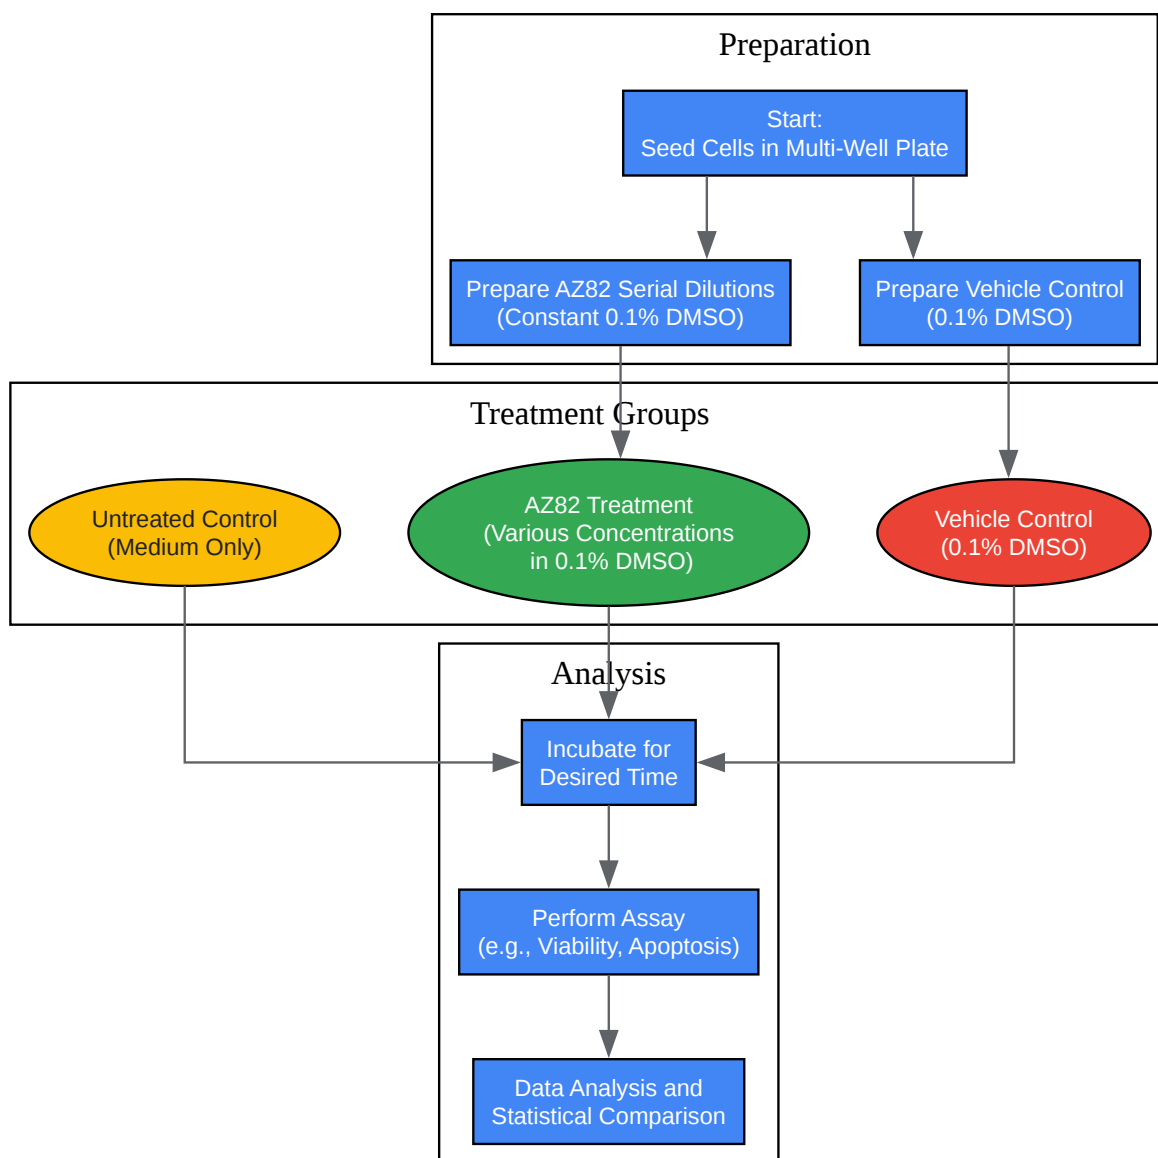 Preparation
Start:
Seed Cells in Multi-Well Plate
Prepare AZ82 Serial Dilutions
(Constant 0.1% DMSO)
Prepare Vehicle Control
(0.1% DMSO)
Treatment Groups
Untreated Control
(Medium Only)
AZ82 Treatment
(Various Concentrations
in 0.1% DMSO)
Vehicle Control
(0.1% DMSO)
Analysis
Incubate for
Desired Time
Perform Assay
(e.g., Viability, Apoptosis)
Data Analysis and
Statistical Comparison